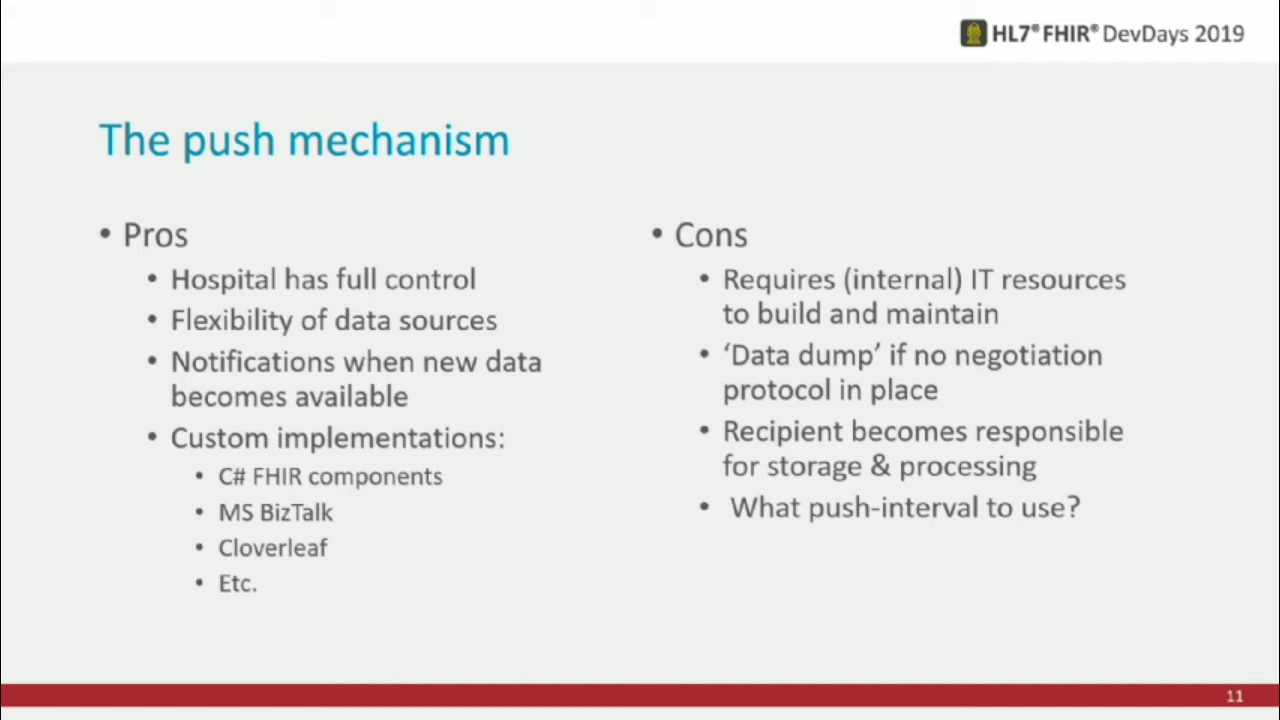 HL7® FHIR® DevDays 2019
The push mechanism
• Pros
• Hospital has full control
• Flexibility of data sources
• Notifications when new data
becomes available
• Custom implementations:
• C# FHIR components
• MS BizTalk
• Cloverleaf
• Etc.
• Cons
• Requires (internal) IT resources
to build and maintain
• ‘Data dump’ if no negotiation
protocol in place
• Recipient becomes responsible
for storage & processing
• What push-interval to use?
11